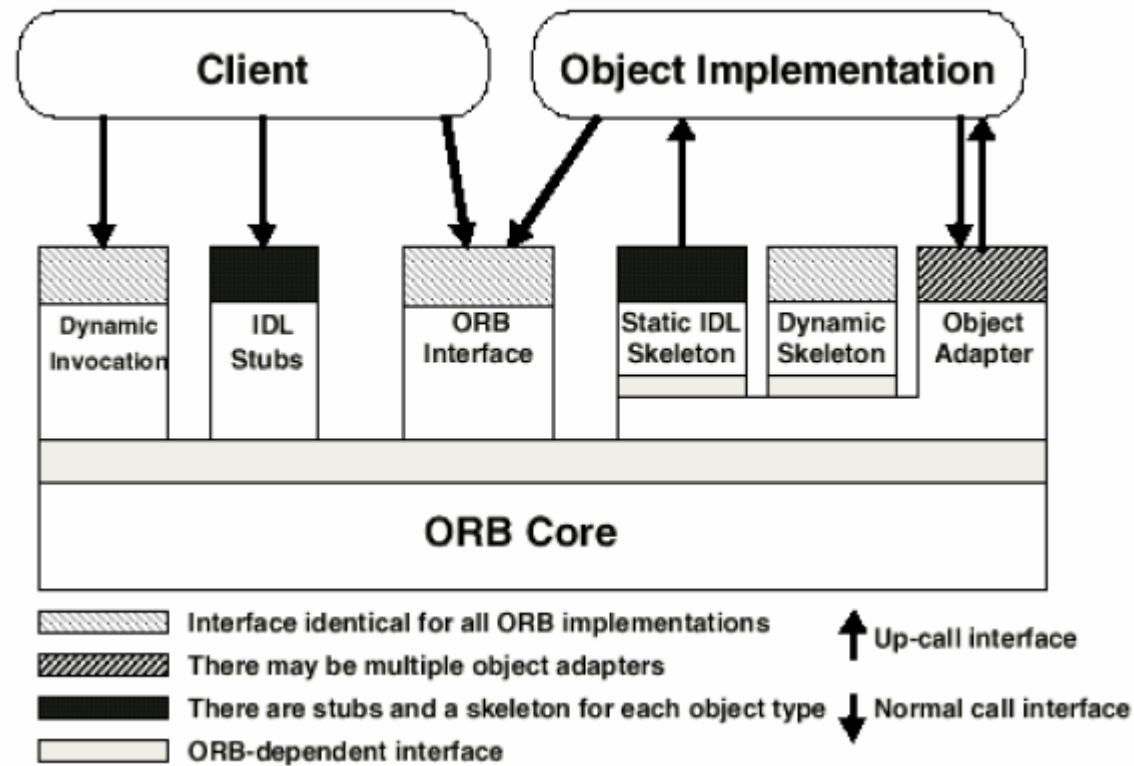 Client
Object Implementation
Dynamic
Invocation
IDL
Stubs
ORB
Interface
Static IDL
Skeleton
Dynamic
Skeleton
Object
Adapter
ORB Core
Interface identical for all ORB implementations
There may be multiple object adapters
There are stubs and a skeleton for each object type
ORB-dependent interface
Up-call interface
Normal call interface